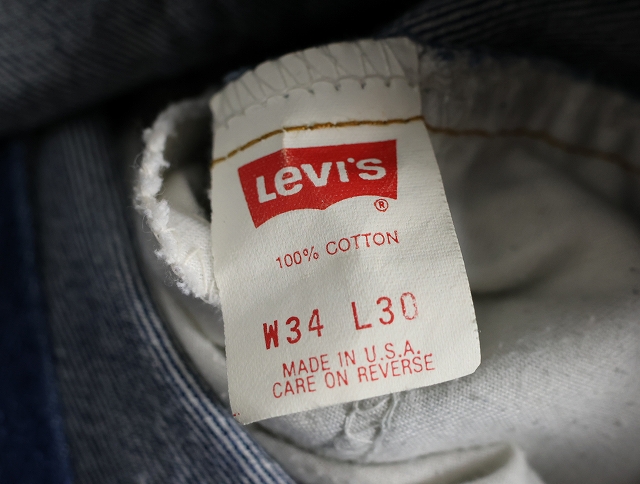 Levi's ®
100% COTTON
W34 L30
MADE IN U.S.A.
CARE ON REVERSE